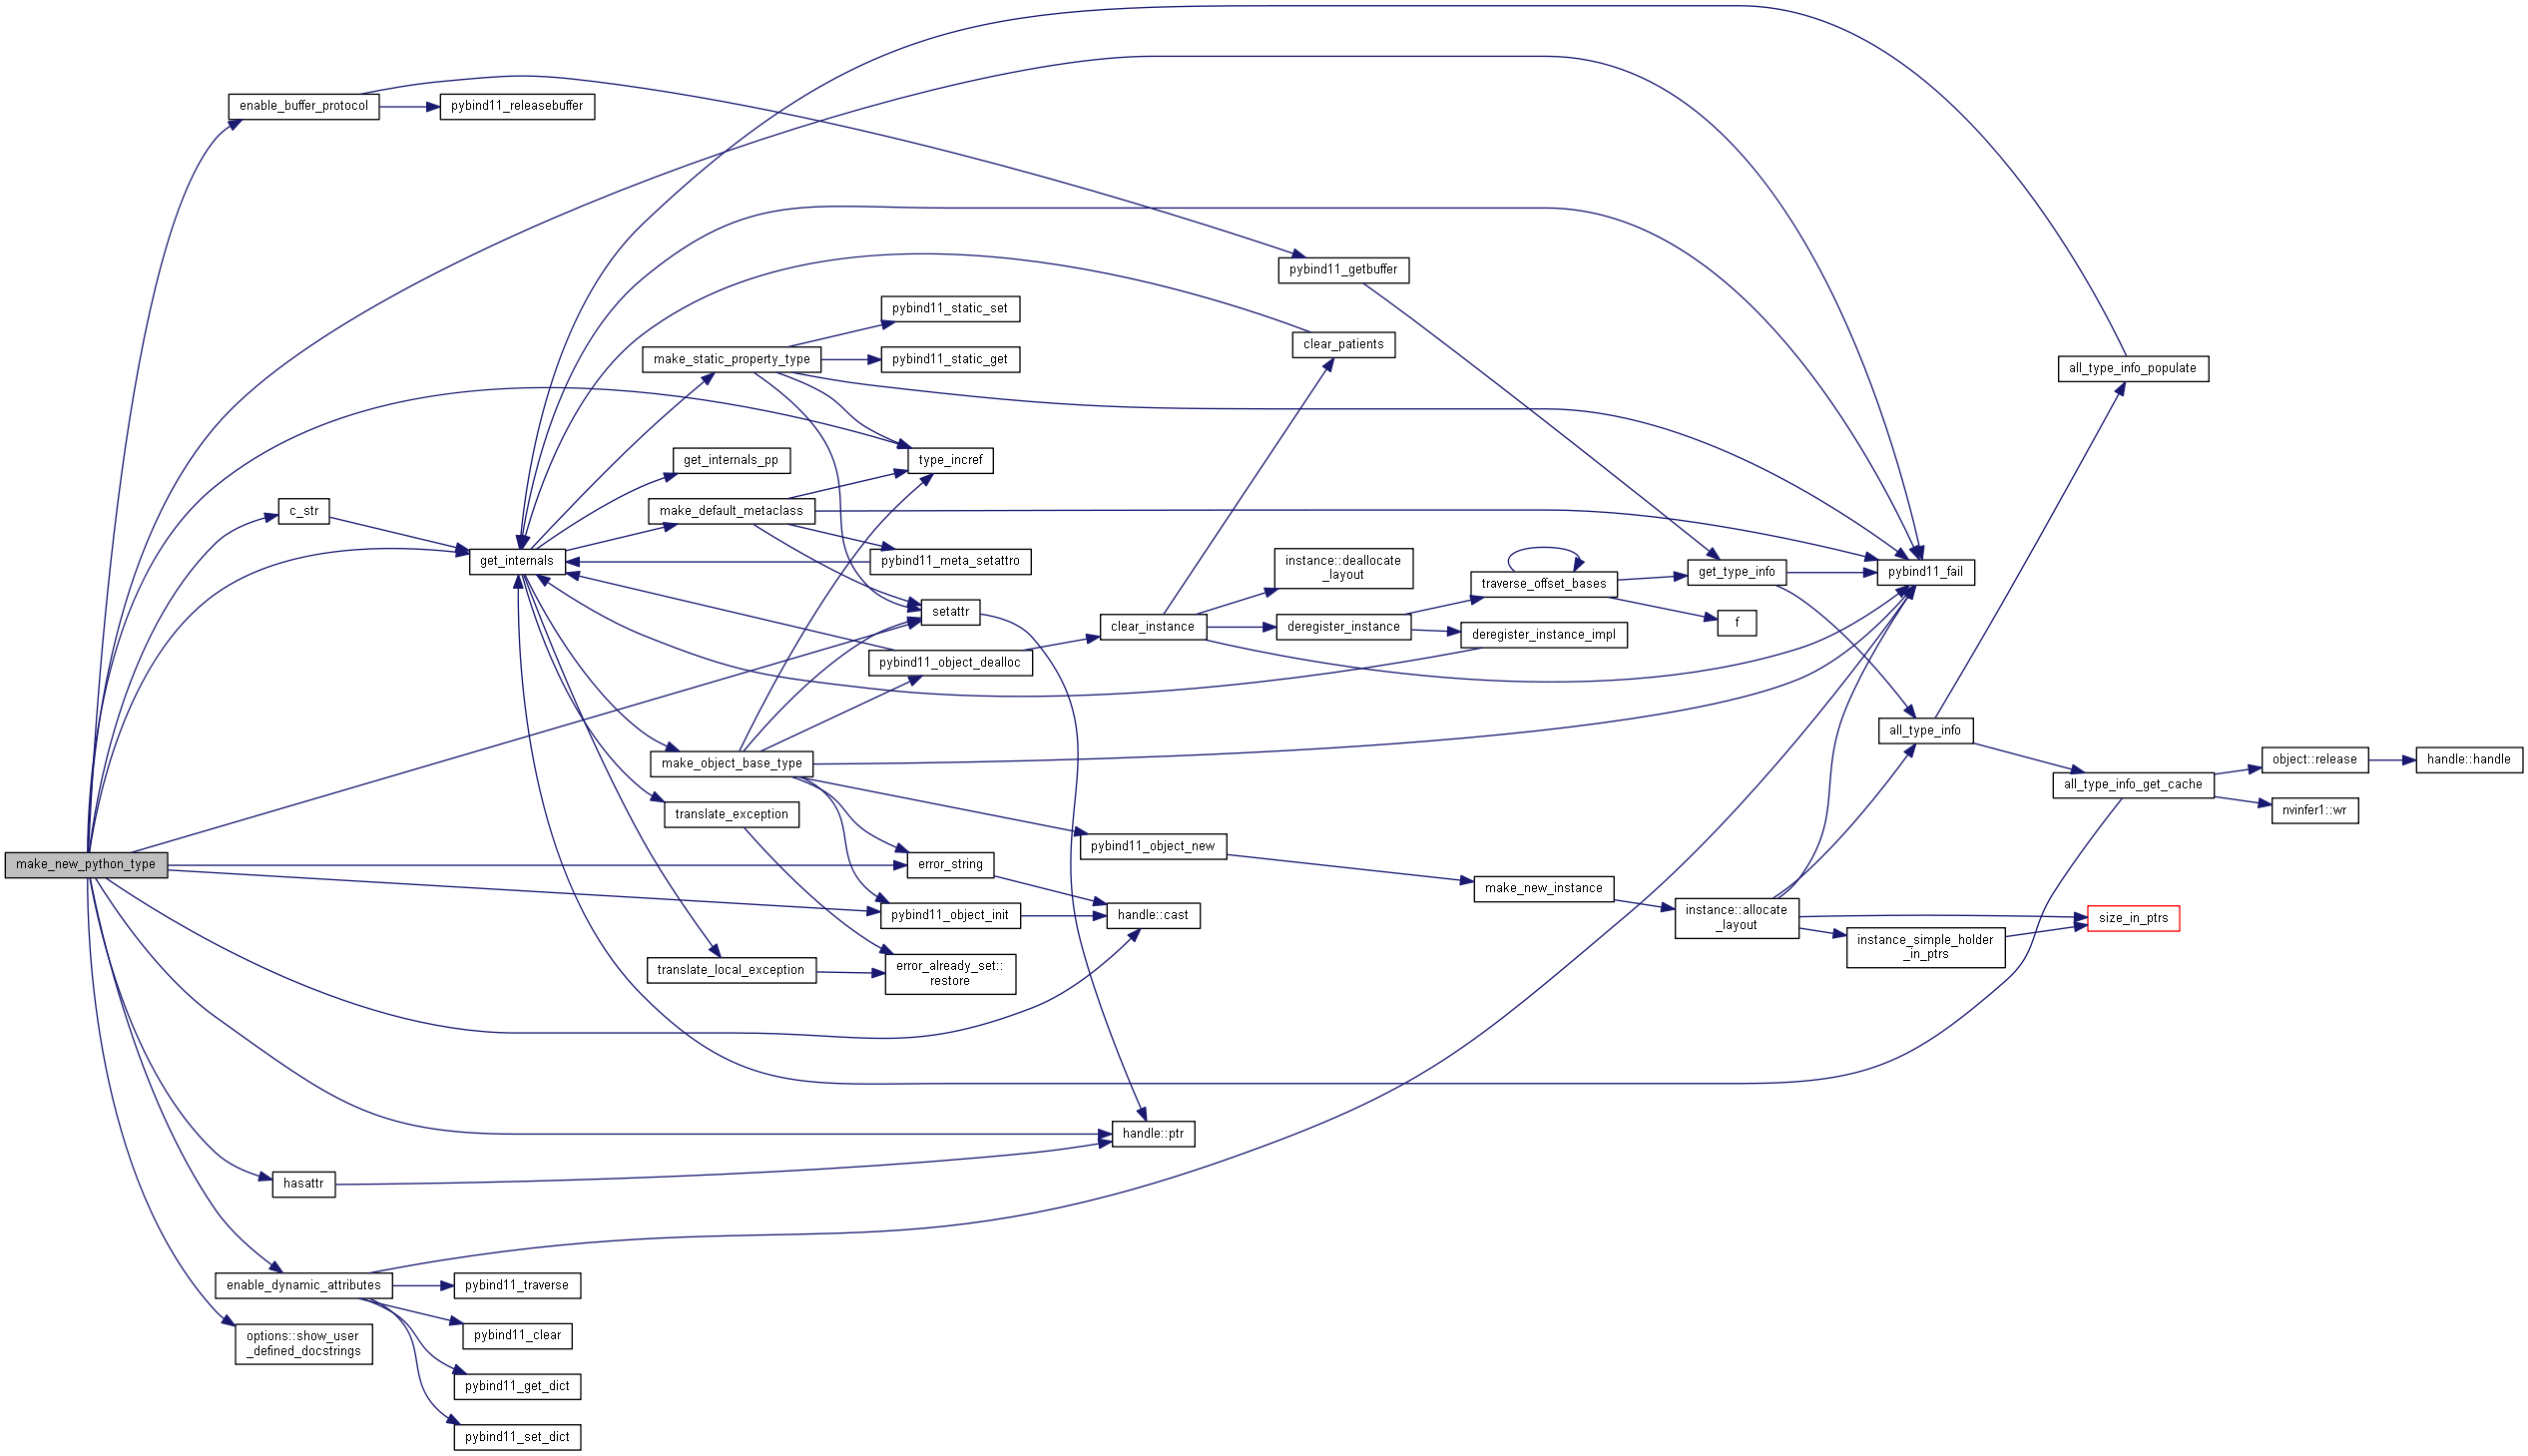 enable_buffer_protocol
pybind11_releasebuffer
pybind11_getbuffer
pybind11_static_set
clear_patients
make_static_property_type
pybind11_static_get
all_type_info_populate
get_internals_pp
type_incref
c_str
make_default_metaclass
get_internals
pybind11_meta_setattro
instance::deallocate
_layout
traverse_offset_bases
get_type_info
pybind11_fail
setattr
clear_instance
deregister_instance
deregister_instance_impl
f
pybind11_object_dealloc
all_type_info
make_object_base_type
object::release
handle::handle
all_type_info_get_cache
nvinfer1::wr
translate_exception
pybind11_object_new
make_new_python_type
error_string
make_new_instance
pybind11_object_init
handle::cast
instance::allocate
_layout
size_in_ptrs
instance_simple_holder
_in_ptrs
translate_local_exception
error_already_set::
restore
handle::ptr
hasattr
enable_dynamic_attributes
pybind11_traverse
options::show_user
_defined_docstrings
pybind11_clear
pybind11_get_dict
pybind11_set_dict